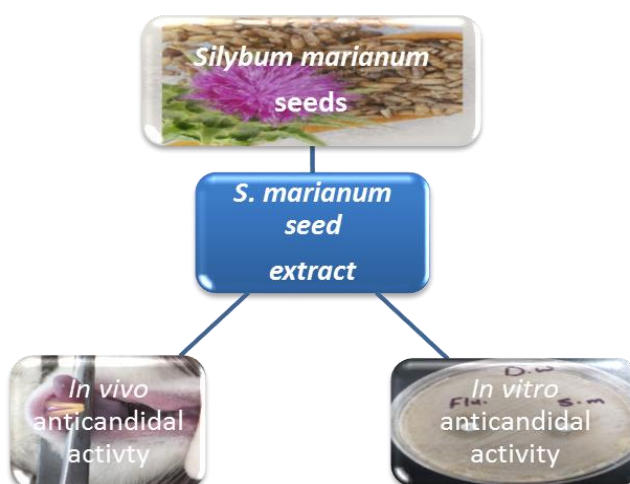 Silybum marianum
seeds
S. marianum
seed
extract
In vivo
anticandidal
activty
D.w
Flu.
S.m
In vitro
anticandidal
activity